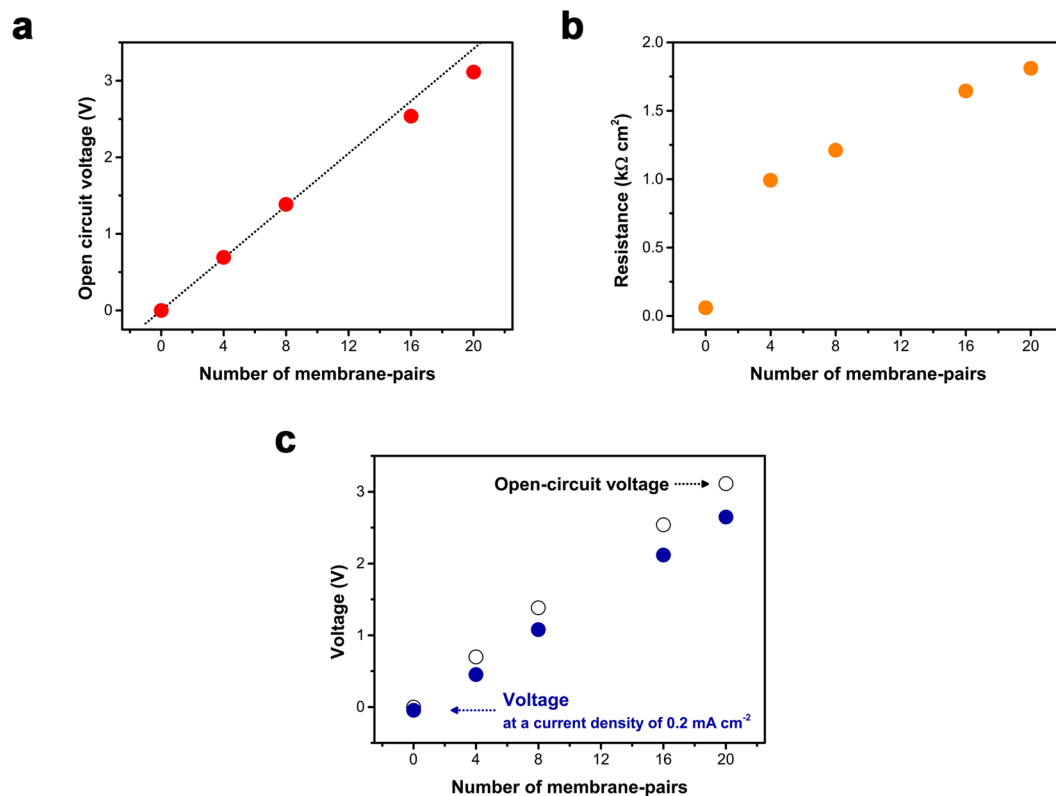 a
3
2
1
0
Open circuit voltage (V)
0 4 8 12 16 20
Number of membrane-pairs
b
2.0
1.5
1.0
0.5
0.0
Resistance (kΩ cm²)
0 4 8 12 16 20
Number of membrane-pairs
c
3
2
1
0
Voltage (V)
Open-circuit voltage
Voltage
at a current density of 0.2 mA cm⁻²
0 4 8 12 16 20
Number of membrane-pairs